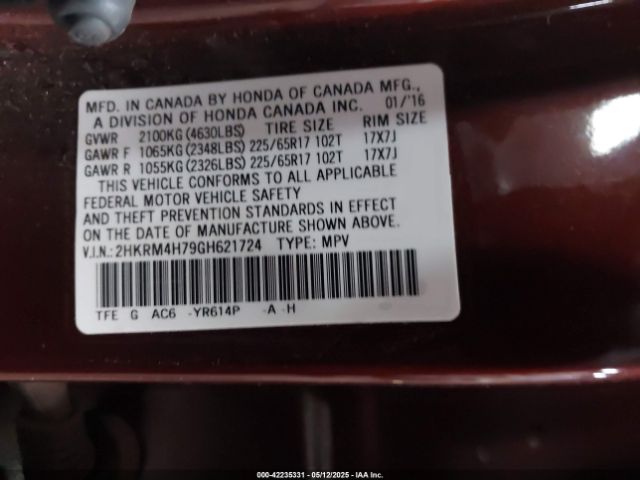 MFD. IN CANADA BY HONDA OF CANADA MFG.,
A DIVISION OF HONDA CANADA INC. 01/'16
GVWR 2100KG(4630LBS) TIRE SIZE RIM SIZE
GAWR F 1065KG(2348LBS) 225/65R17 102T 17X7J
GAWR R 1055KG(2326LBS) 225/65R17 102T 17X7J
THIS VEHICLE CONFORMS TO ALL APPLICABLE
FEDERAL MOTOR VEHICLE SAFETY
AND THEFT PREVENTION STANDARDS IN EFFECT
ON THE DATE OF MANUFACTURE SHOWN ABOVE.
V.I.N.:2HKRM4H79GH621724 TYPE: MPV
TFE G AC6 -YR614P -A -H
000-42235331 - 05/12/2025 - IAA Inc.